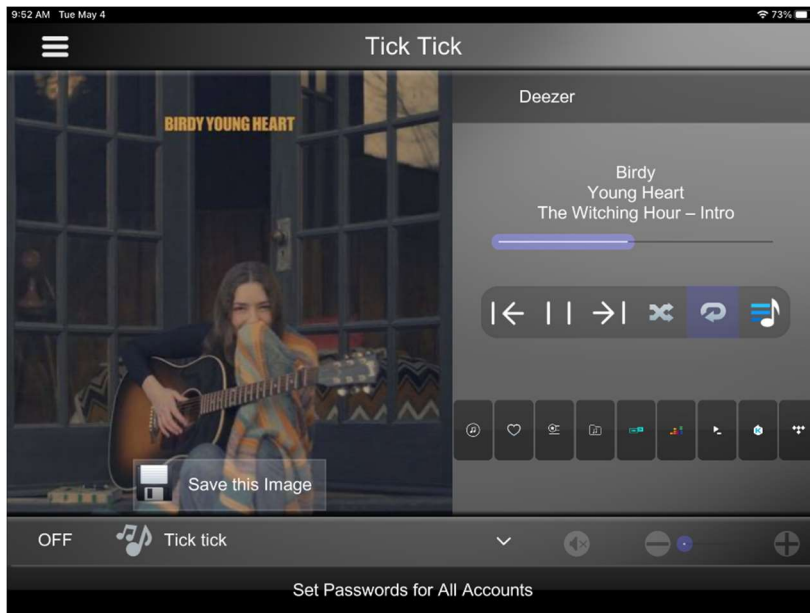 9:52 AM Tue May 4
73%
Tick Tick
BIRDY YOUNG HEART
Deezer
Birdy
Young Heart
The Witching Hour – Intro
Save this Image
OFF
Tick tick
Set Passwords for All Accounts